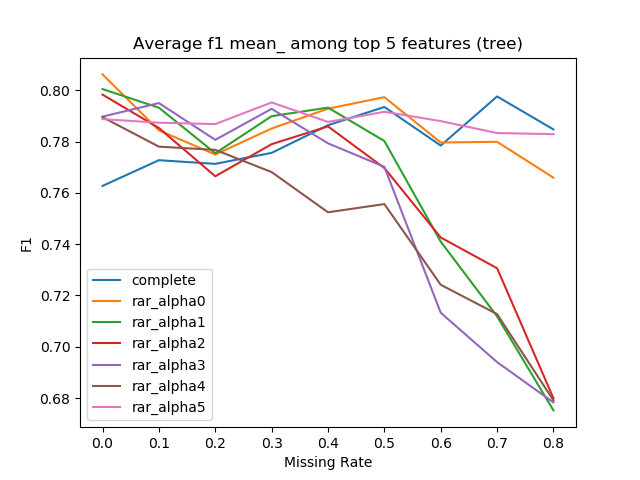 Average f1 mean_ among top 5 features (tree)
F1
0.80
0.78
0.76
0.74
0.72
0.70
0.68
complete
rar_alpha0
rar_alpha1
rar_alpha2
rar_alpha3
rar_alpha4
rar_alpha5
0.0 0.1 0.2 0.3 0.4 0.5 0.6 0.7 0.8
Missing Rate